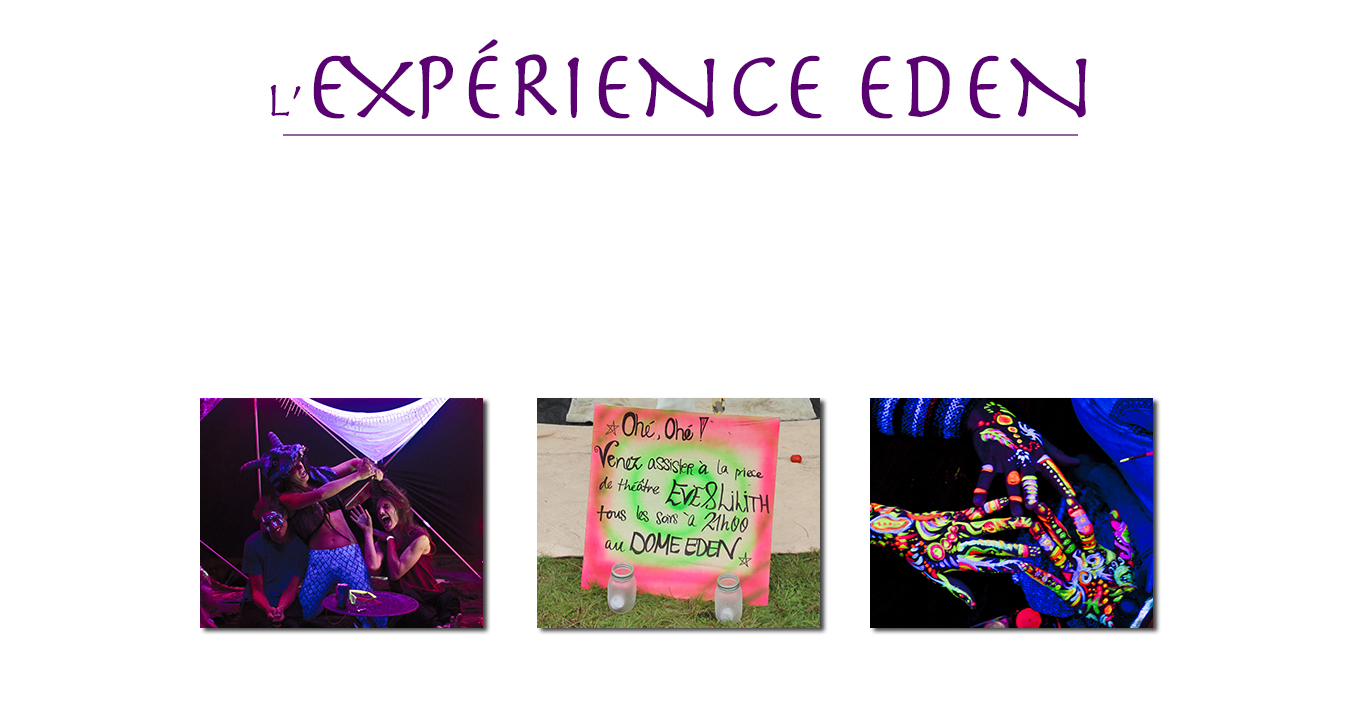 L'EXPÉRIENCE EDEN
Ohé, Ohé !
Venez assister à la piece
de théâtre EVE & LiLiTH
tous les soirs à 21h00
au DOME EDEN